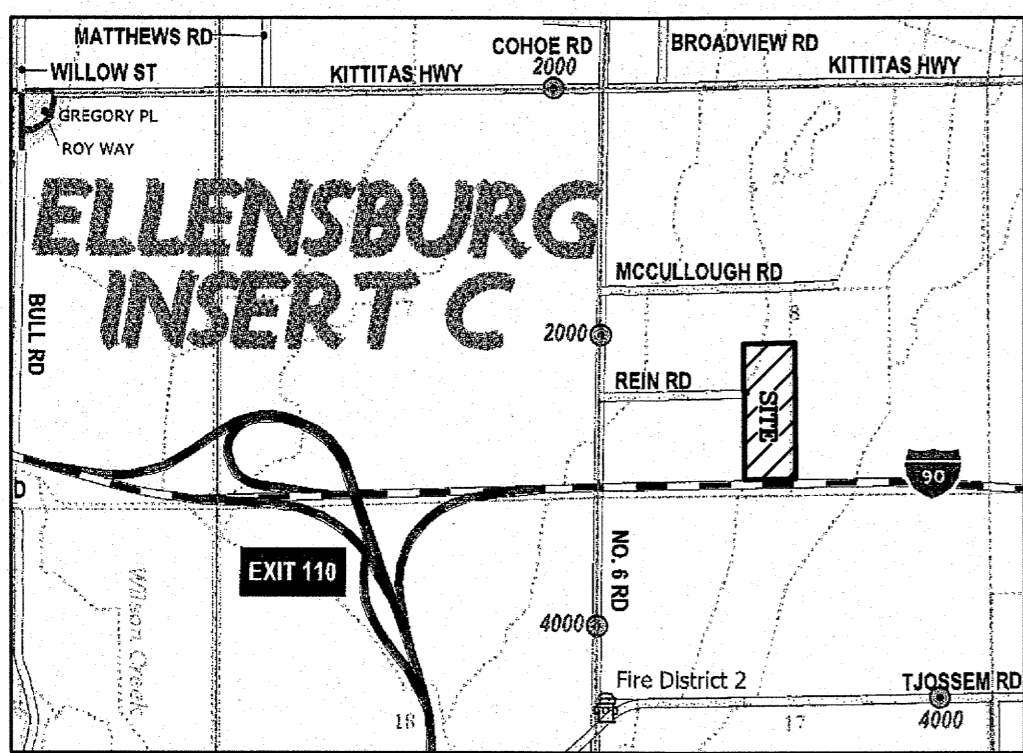 MATTHEWS RD
COHOE RD
BROADVIEW RD
WILLOW ST
KITTITAS HWY
2000
KITTITAS HWY
GREGORY PL
ROY WAY
ELLENSBURG
INSERT C
MCCULLOUGH RD
BULL RD
8
2000
REIN RD
SITE
D
90
EXIT 110
NO. 6 RD
Wilson Creek
4000
Fire District 2
TJOSSEM RD
18
17
4000